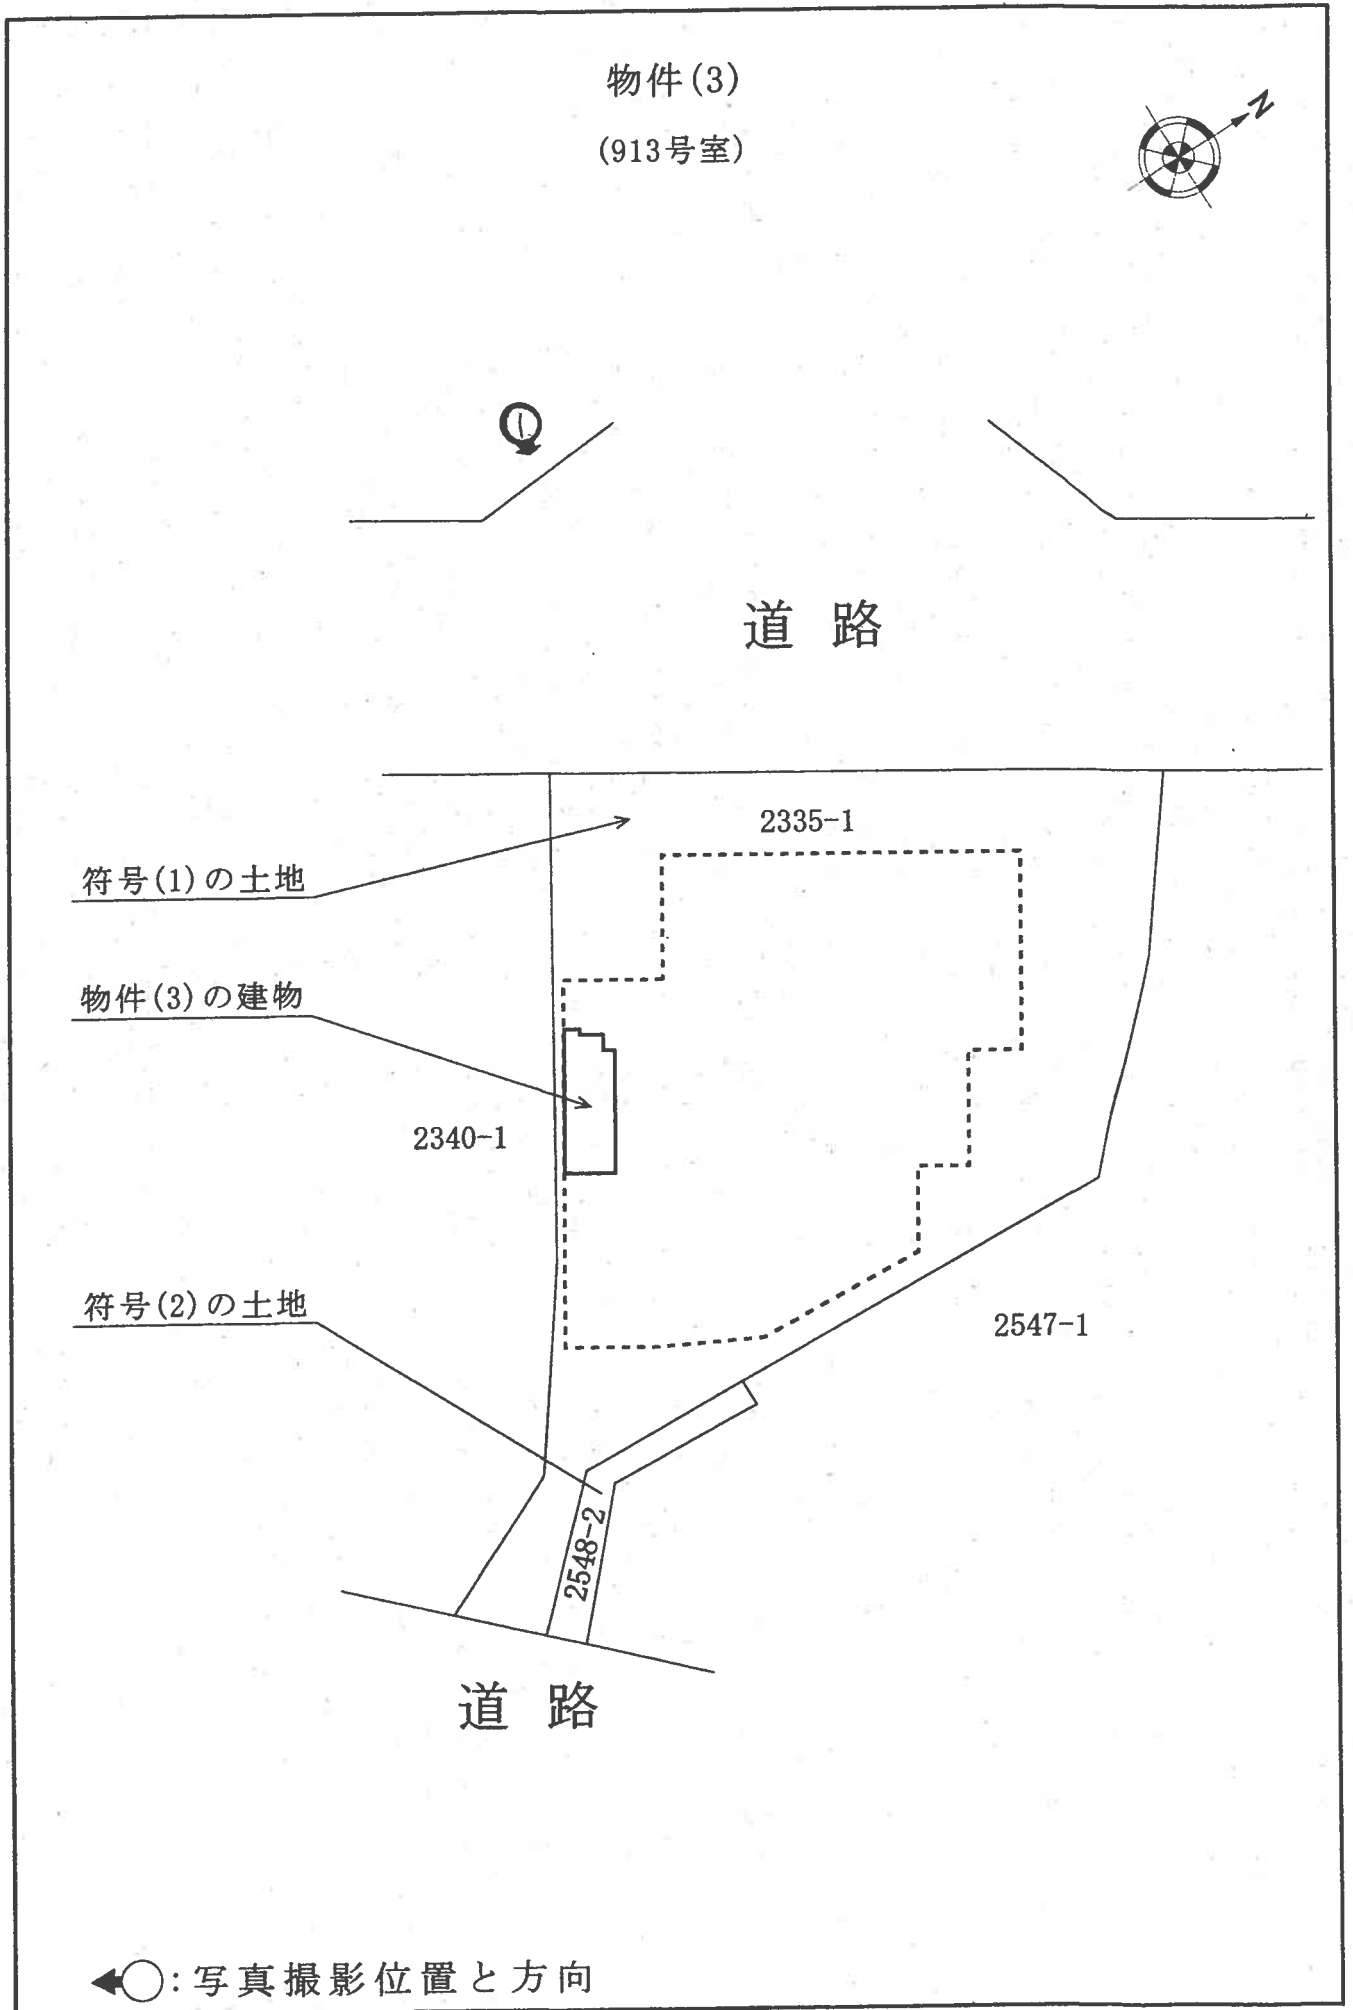 物件(3)
(913号室)
N
1
道路
2335-1
符号(1)の土地
物件(3)の建物
2340-1
符号(2)の土地
2547-1
2548-2
道路
:写真撮影位置と方向